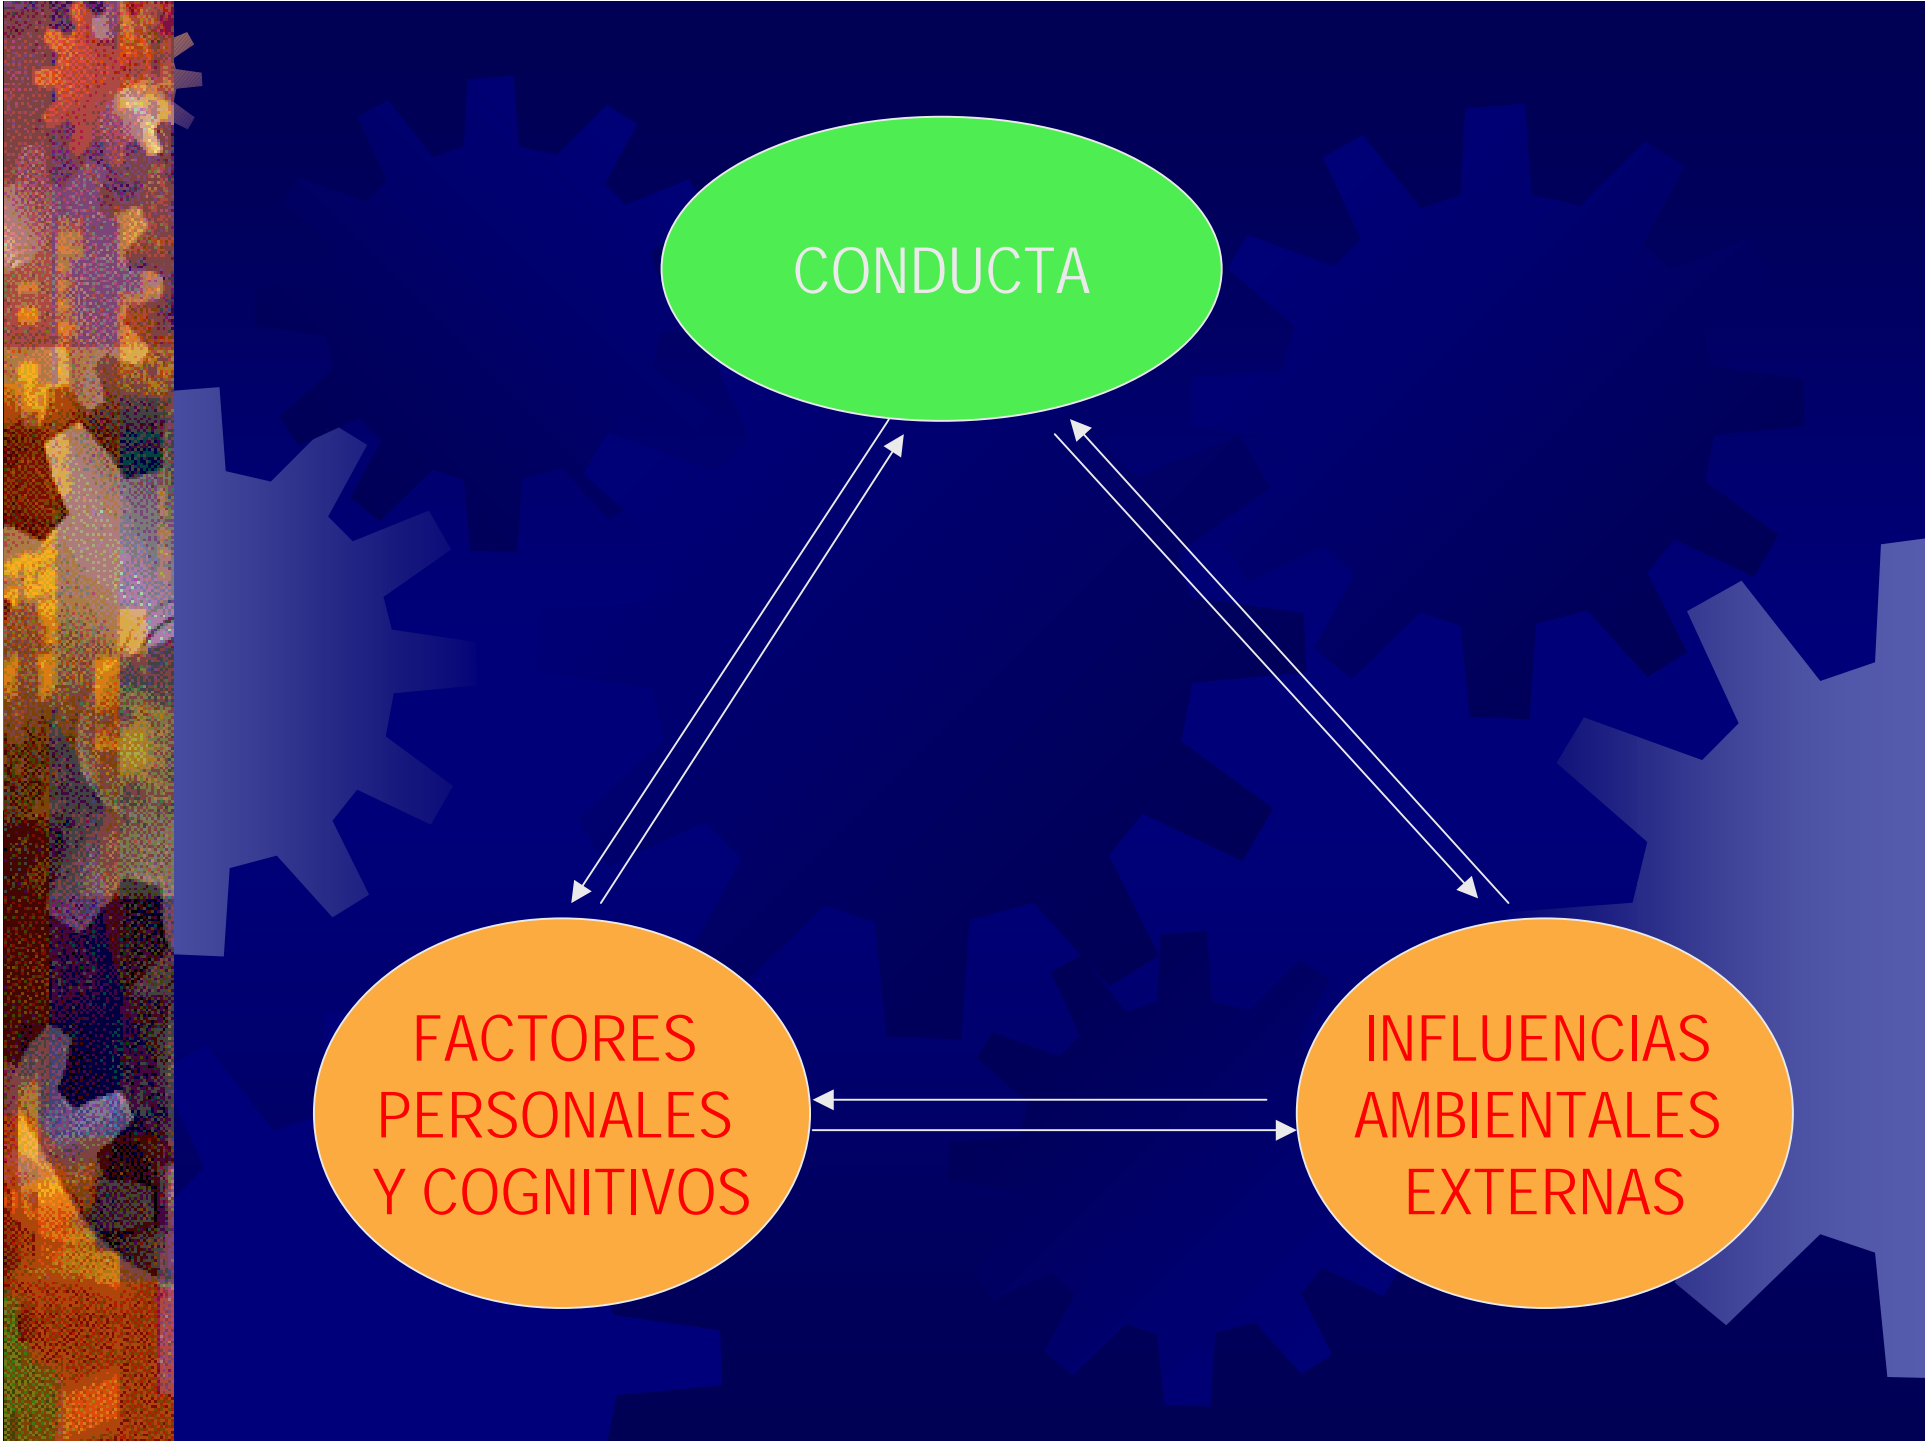 CONDUCTA
FACTORES
PERSONALES
Y COGNITIVOS
INFLUENCIAS
AMBIENTALES
EXTERNAS